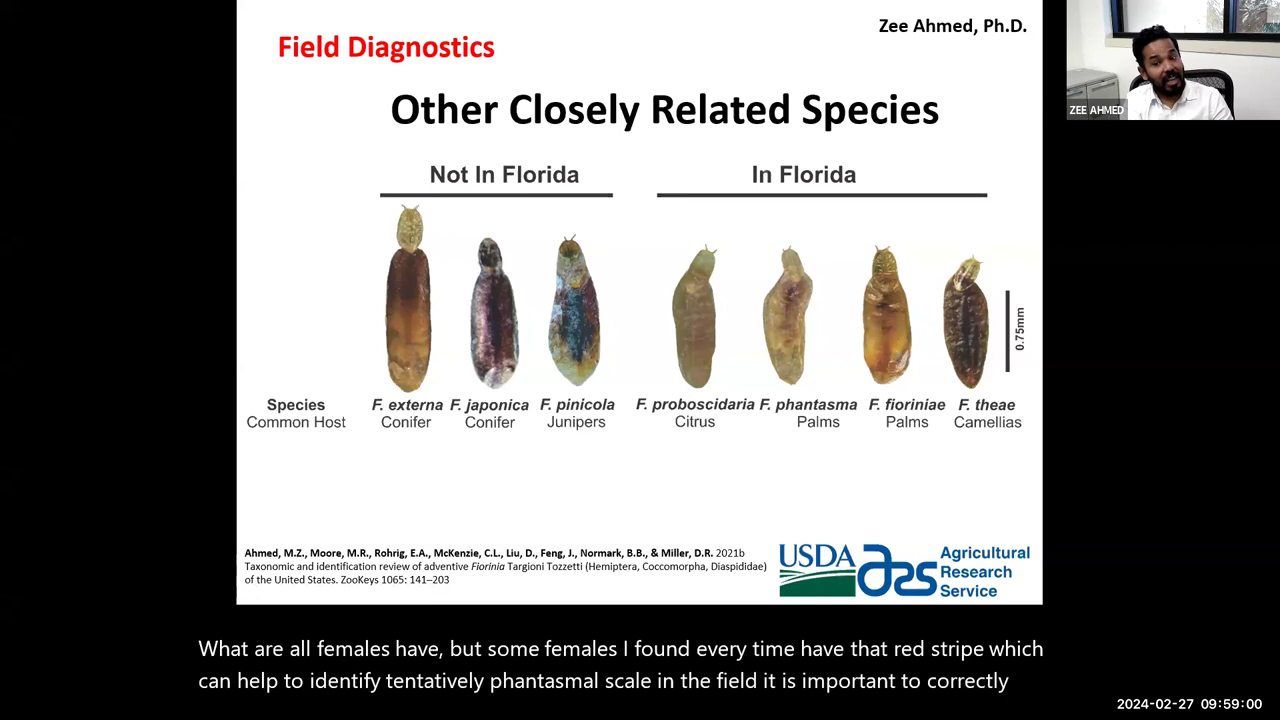 Zee Ahmed, Ph.D.
Field Diagnostics
ZEE AHMED
Other Closely Related Species
Not In Florida
In Florida
0.75mm
Species F. externa F. japonica F. pinicola F. proboscidaria F. phantasma F. fioriniae F. theae
Common Host Conifer Conifer Junipers Citrus Palms Palms Camellias
Ahmed, M.Z., Moore, M.R., Rohrig, E.A., McKenzie, C.L., Liu, D., Feng, J., Normark, B.B., & Miller, D.R. 2021b
Taxonomic and identification review of adventive Fiorinia Targioni Tozzetti (Hemiptera, Coccomorpha, Diaspididae)
of the United States. ZooKeys 1065: 141–203
USDA ars
Agricultural
Research
Service
What are all females have, but some females I found every time have that red stripe which
can help to identify tentatively phantasmal scale in the field it is important to correctly
2024-02-27 09:59:00